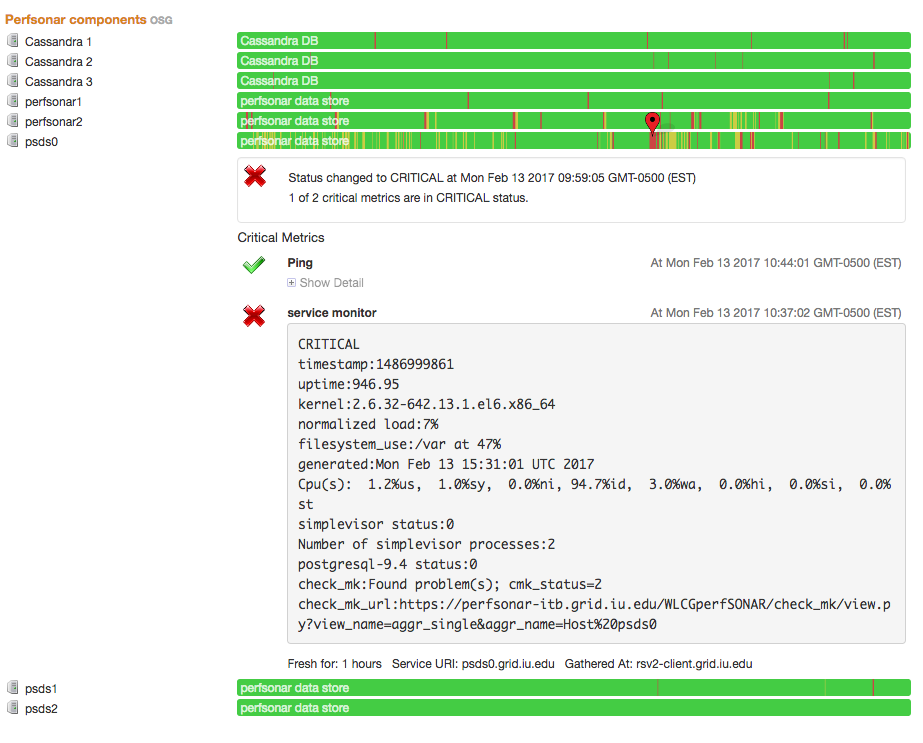 Perfsonar components OSG
Cassandra 1
Cassandra DB
Cassandra 2
Cassandra DB
Cassandra 3
Cassandra DB
perfsonar1
perfsonar data store
perfsonar2
perfsonar data store
psds0
perfsonar data store
Status changed to CRITICAL at Mon Feb 13 2017 09:59:05 GMT-0500 (EST)
1 of 2 critical metrics are in CRITICAL status.
Critical Metrics
Ping
At Mon Feb 13 2017 10:44:01 GMT-0500 (EST)
Show Detail
service monitor
At Mon Feb 13 2017 10:37:02 GMT-0500 (EST)
CRITICAL
timestamp:1486999861
uptime:946.95
kernel:2.6.32-642.13.1.el6.x86_64
normalized load:7%
filesystem_use:/var at 47%
generated:Mon Feb 13 15:31:01 UTC 2017
Cpu(s):  1.2%us,  1.0%sy,  0.0%ni, 94.7%id,  3.0%wa,  0.0%hi,  0.0%si,  0.0%
st
simplevisor status:0
Number of simplevisor processes:2
postgresql-9.4 status:0
check_mk:Found problem(s); cmk_status=2
check_mk_url:https://perfsonar-itb.grid.iu.edu/WLCGperfSONAR/check_mk/view.p
y?view_name=aggr_single&aggr_name=Host%20psds0
Fresh for: 1 hours   Service URI: psds0.grid.iu.edu   Gathered At: rsv2-client.grid.iu.edu
psds1
perfsonar data store
psds2
perfsonar data store